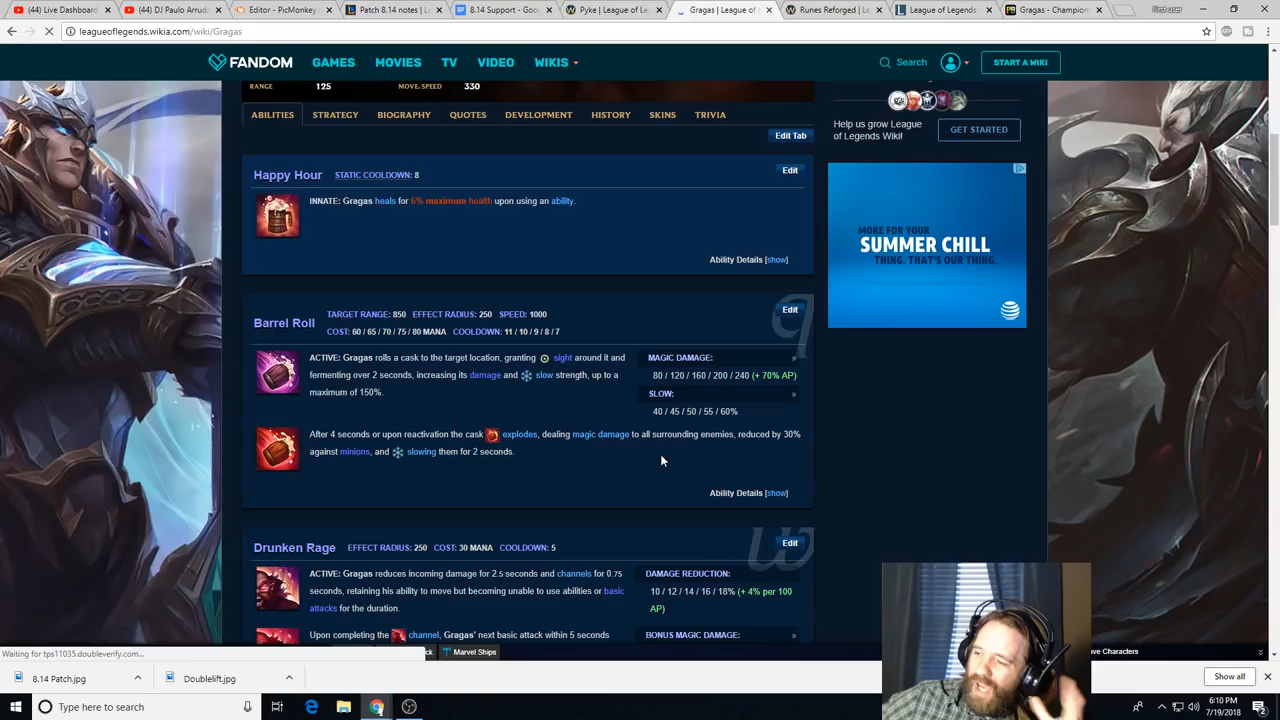 (44) Live Dashboard
(44) DJ Paulo Arruda
Editor - PicMonkey
Patch 8.14 notes | L
8.14 Support - Goo
Pyke | League of Le
Gragas | League of L
Runes Reforged | L
League of Legends
Gragas - Champion
First user
leagueoflegends.wikia.com/wiki/Gragas
FANDOM GAMES MOVIES TV VIDEO WIKIS Search START A WIKI
RANGE 125 MOVE. SPEED 330
ABILITIES STRATEGY BIOGRAPHY QUOTES DEVELOPMENT HISTORY SKINS TRIVIA
Edit Tab
Help us grow League
of Legends Wiki!
GET STARTED
Happy Hour STATIC COOLDOWN: 8 Edit
INNATE: Gragas heals for 6% maximum health upon using an ability.
Ability Details [show]
MORE FOR YOUR
SUMMER CHILL
THING. THAT'S OUR THING.
AT&T
Barrel Roll TARGET RANGE: 850 EFFECT RADIUS: 250 SPEED: 1000 Edit
COST: 60 / 65 / 70 / 75 / 80 MANA COOLDOWN: 11 / 10 / 9 / 8 / 7
q
ACTIVE: Gragas rolls a cask to the target location, granting sight around it and
fermenting over 2 seconds, increasing its damage and slow strength, up to a
maximum of 150%.
MAGIC DAMAGE:
80 / 120 / 160 / 200 / 240 (+ 70% AP)
SLOW:
40 / 45 / 50 / 55 / 60%
After 4 seconds or upon reactivation the cask explodes, dealing magic damage to all surrounding enemies, reduced by 30%
against minions, and slowing them for 2 seconds.
Ability Details [show]
Drunken Rage EFFECT RADIUS: 250 COST: 30 MANA COOLDOWN: 5 Edit
w
ACTIVE: Gragas reduces incoming damage for 2.5 seconds and channels for 0.75
seconds, retaining his ability to move but becoming unable to use abilities or basic
attacks for the duration.
DAMAGE REDUCTION:
10 / 12 / 14 / 16 / 18% (+ 4% per 100
AP)
Upon completing the channel, Gragas' next basic attack within 5 seconds
BONUS MAGIC DAMAGE:
Waiting for tps11035.doubleverify.com...
ck Marvel Ships
ve Characters
8.14 Patch.jpg
Doublelift.jpg
Show all
Type here to search
6:10 PM
7/19/2018
2